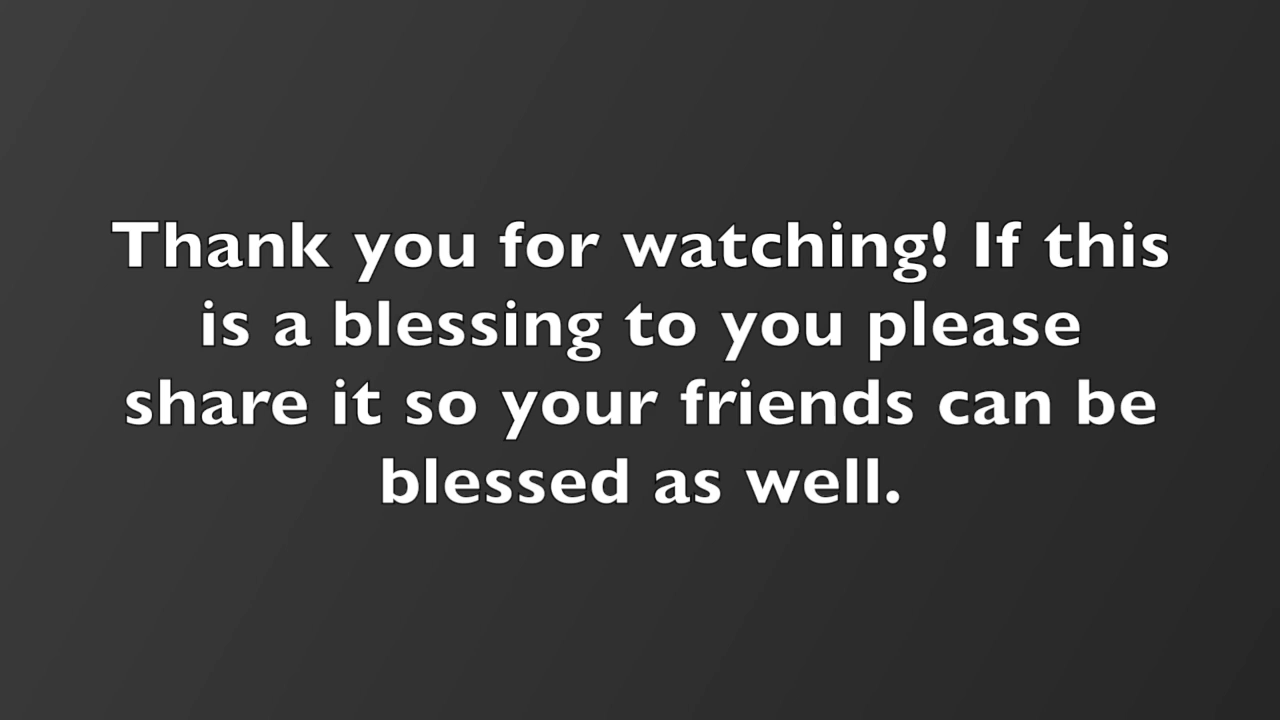 Thank you for watching! If this
is a blessing to you please
share it so your friends can be
blessed as well.